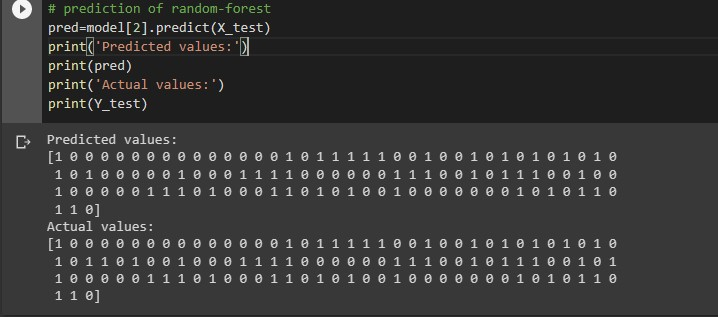 # prediction of random-forest
pred=model[2].predict(X_test)
print('Predicted values:')
print(pred)
print('Actual values:')
print(Y_test)
Predicted values:
[1 0 0 0 0 0 0 0 0 0 0 0 0 0 0 1 0 1 1 1 1 1 0 0 1 0 0 1 0 1 0 1 0 1 0 1 0
 1 0 1 0 0 0 0 0 1 0 0 0 1 1 1 1 0 0 0 0 0 0 1 1 1 0 0 1 0 1 1 1 0 0 1 0 0
 1 0 0 0 0 0 1 1 1 0 1 0 0 0 1 1 0 1 0 1 0 0 1 0 0 0 0 0 0 0 1 0 1 0 1 1 0
 1 1 0]
Actual values:
[1 0 0 0 0 0 0 0 0 0 0 0 0 0 0 1 0 1 1 1 1 1 0 0 1 0 0 1 0 1 0 1 0 1 0 1 0
 1 0 1 1 0 1 0 0 1 0 0 0 1 1 1 1 0 0 0 0 0 0 1 1 1 0 0 1 0 1 1 1 0 0 1 0 1
 1 0 0 0 0 0 1 1 1 0 1 0 0 0 1 1 0 1 0 1 0 0 1 0 0 0 0 0 0 0 1 0 1 0 1 1 0
 1 1 0]